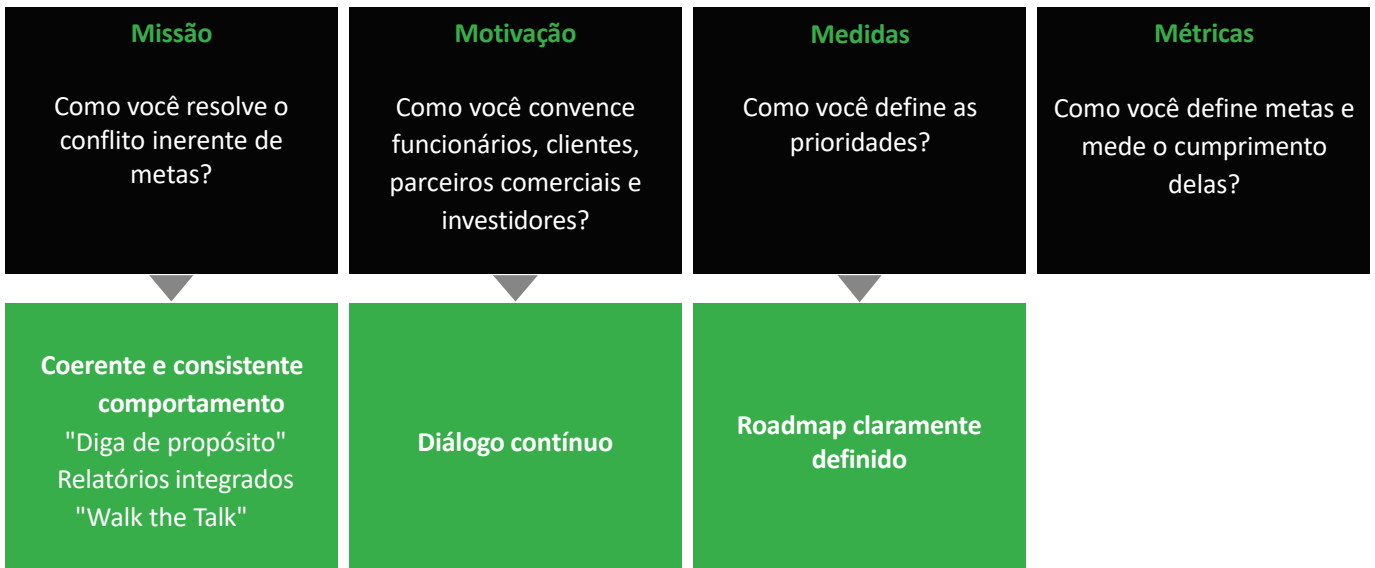 Missão
Como você resolve o
conflito inerente de
metas?
Motivação
Como você convence
funcionários, clientes,
parceiros comerciais e
investidores?
Medidas
Como você define as
prioridades?
Métricas
Como você define metas e
mede o cumprimento
delas?
Coerente e consistente
comportamento
"Diga de propósito"
Relatórios integrados
"Walk the Talk"
Diálogo contínuo
Roadmap claramente
definido